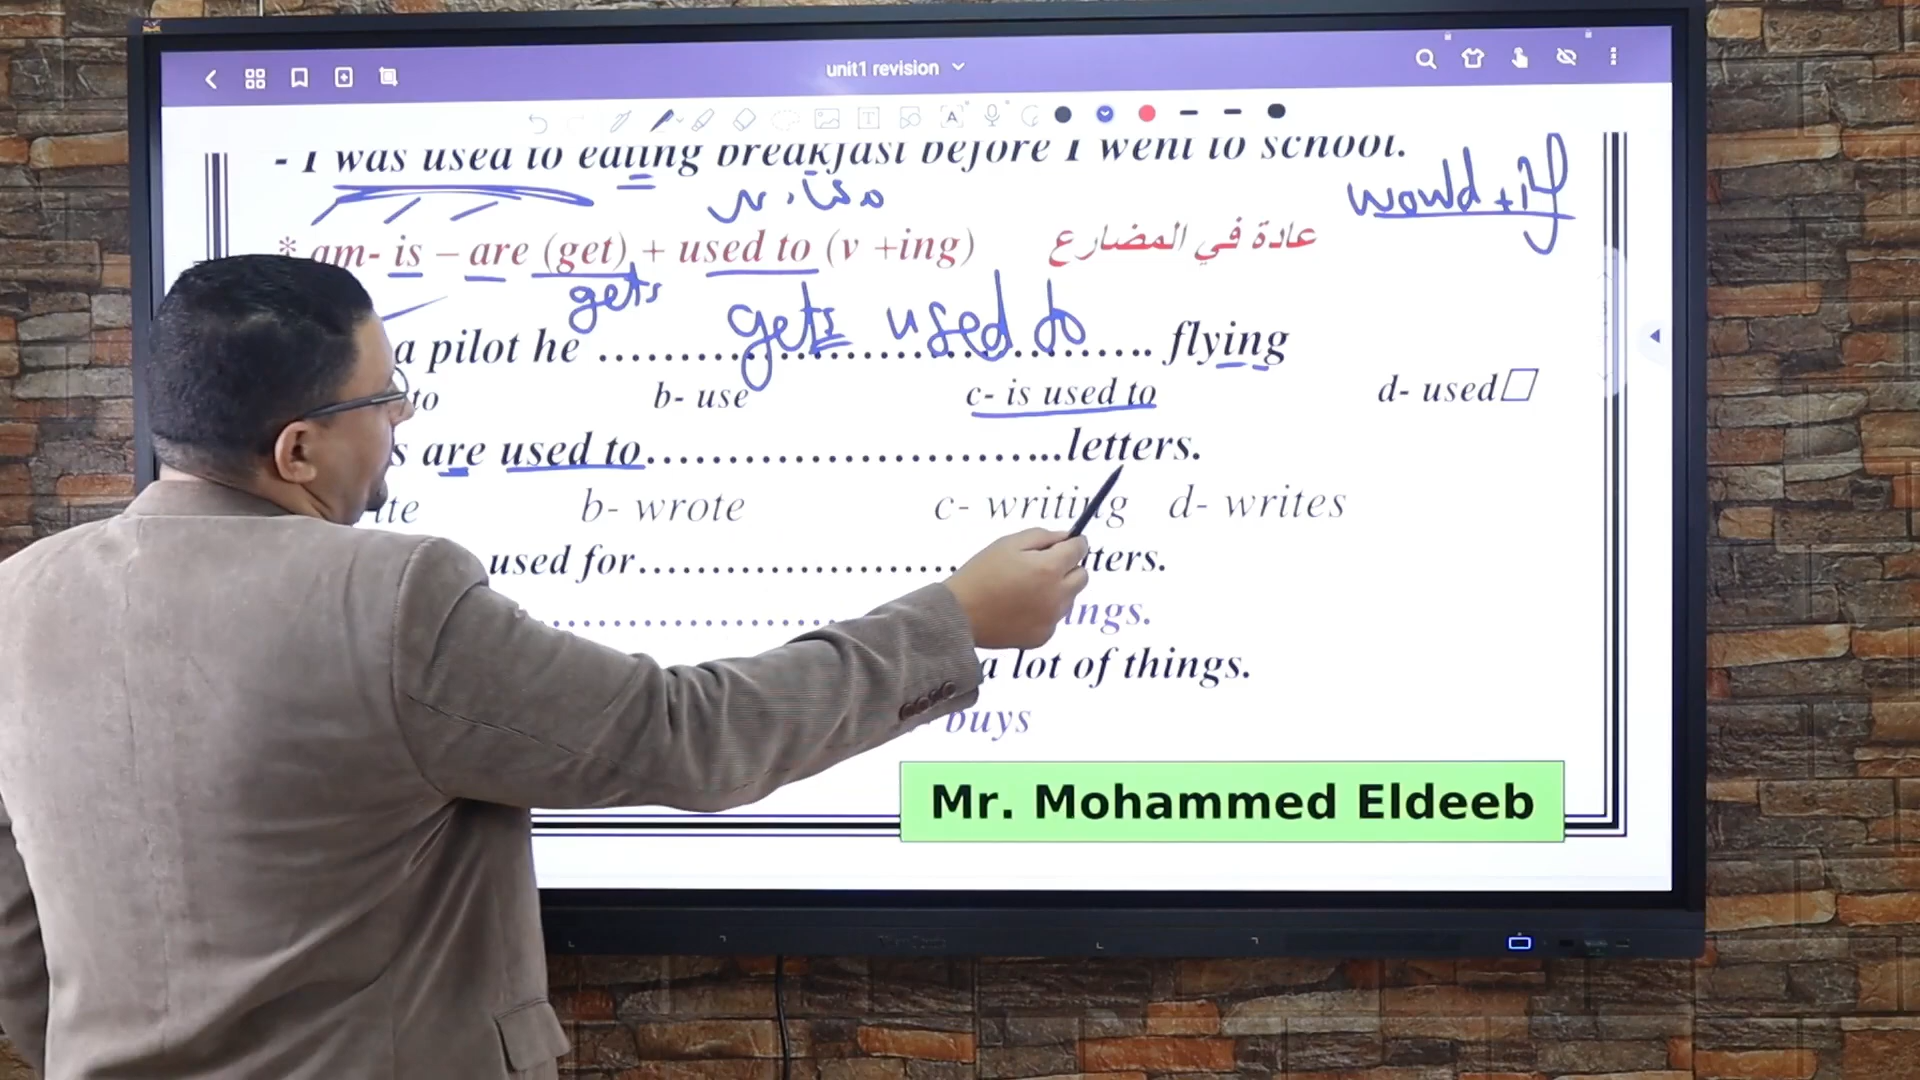 unit1 revision
- I was used to eating breakfast before I went to school.
would + if
* am- is – are (get) + used to (v +ing) عادة في المضارع
gets
gets used to
a pilot he .......... flying
to b- use c- is used to d- used
s are used to..........letters.
b- wrote c- writing d- writes
used for..........
a lot of things.
buys
Mr. Mohammed Eldeeb